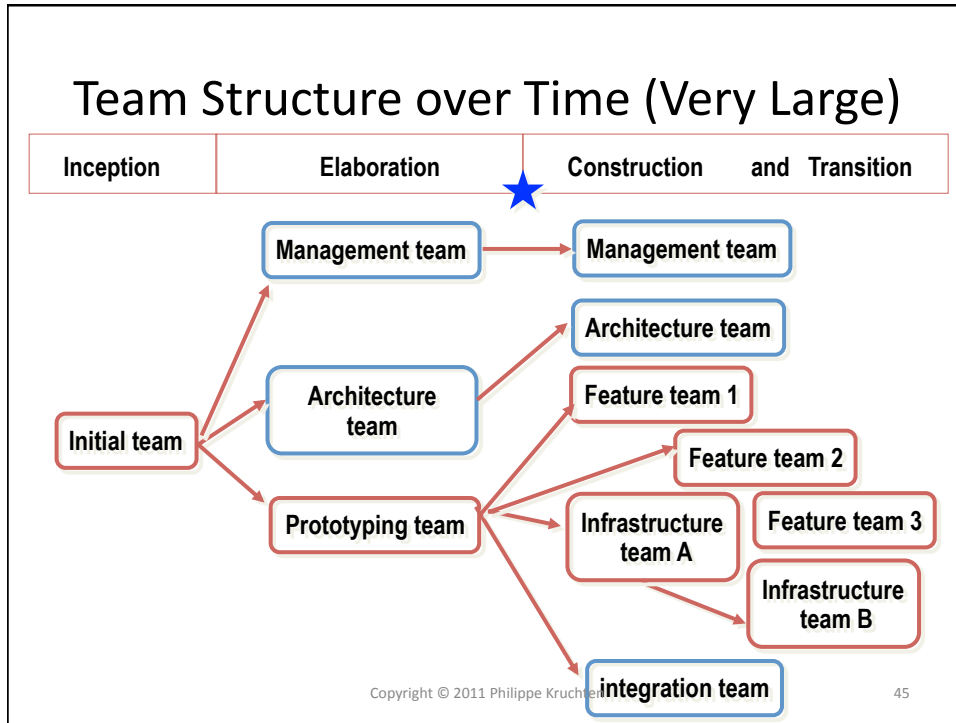 Team Structure over Time (Very Large)
Inception
Elaboration
Construction and Transition
Management team
Management team
Architecture team
Architecture
team
Feature team 1
Initial team
Feature team 2
Prototyping team
Infrastructure
team A
Feature team 3
Infrastructure
team B
integration team
Copyright © 2011 Philippe
45